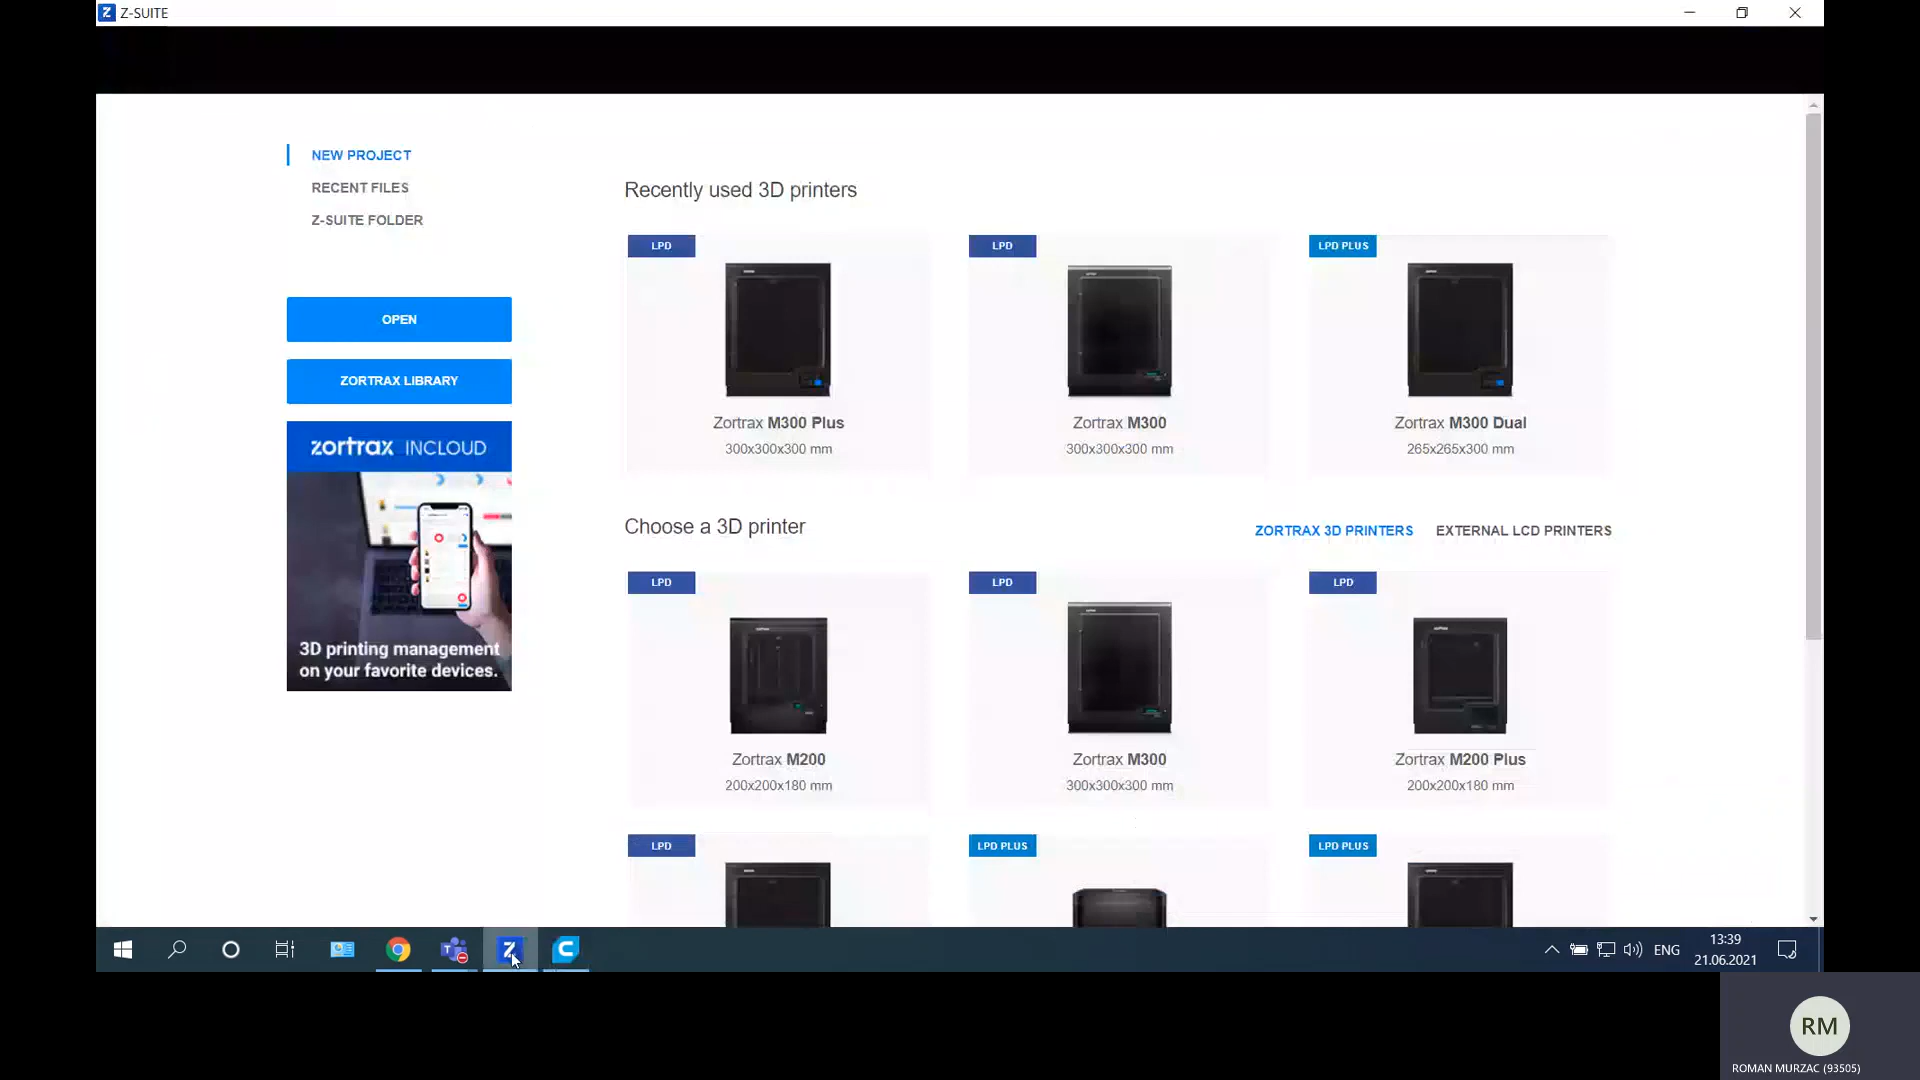 Z-SUITE
NEW PROJECT
RECENT FILES
Z-SUITE FOLDER
OPEN
ZORTRAX LIBRARY
zortrax INCLOUD
3D printing management
on your favorite devices.
Recently used 3D printers
LPD
LPD
LPD PLUS
Zortrax M300 Plus
300x300x300 mm
Zortrax M300
300x300x300 mm
Zortrax M300 Dual
265x265x300 mm
Choose a 3D printer
ZORTRAX 3D PRINTERS
EXTERNAL LCD PRINTERS
LPD
LPD
LPD
Zortrax M200
200x200x180 mm
Zortrax M300
300x300x300 mm
Zortrax M200 Plus
200x200x180 mm
LPD
LPD PLUS
LPD PLUS
ENG
13:39
21.06.2021
RM
ROMAN MURZAC (93505)